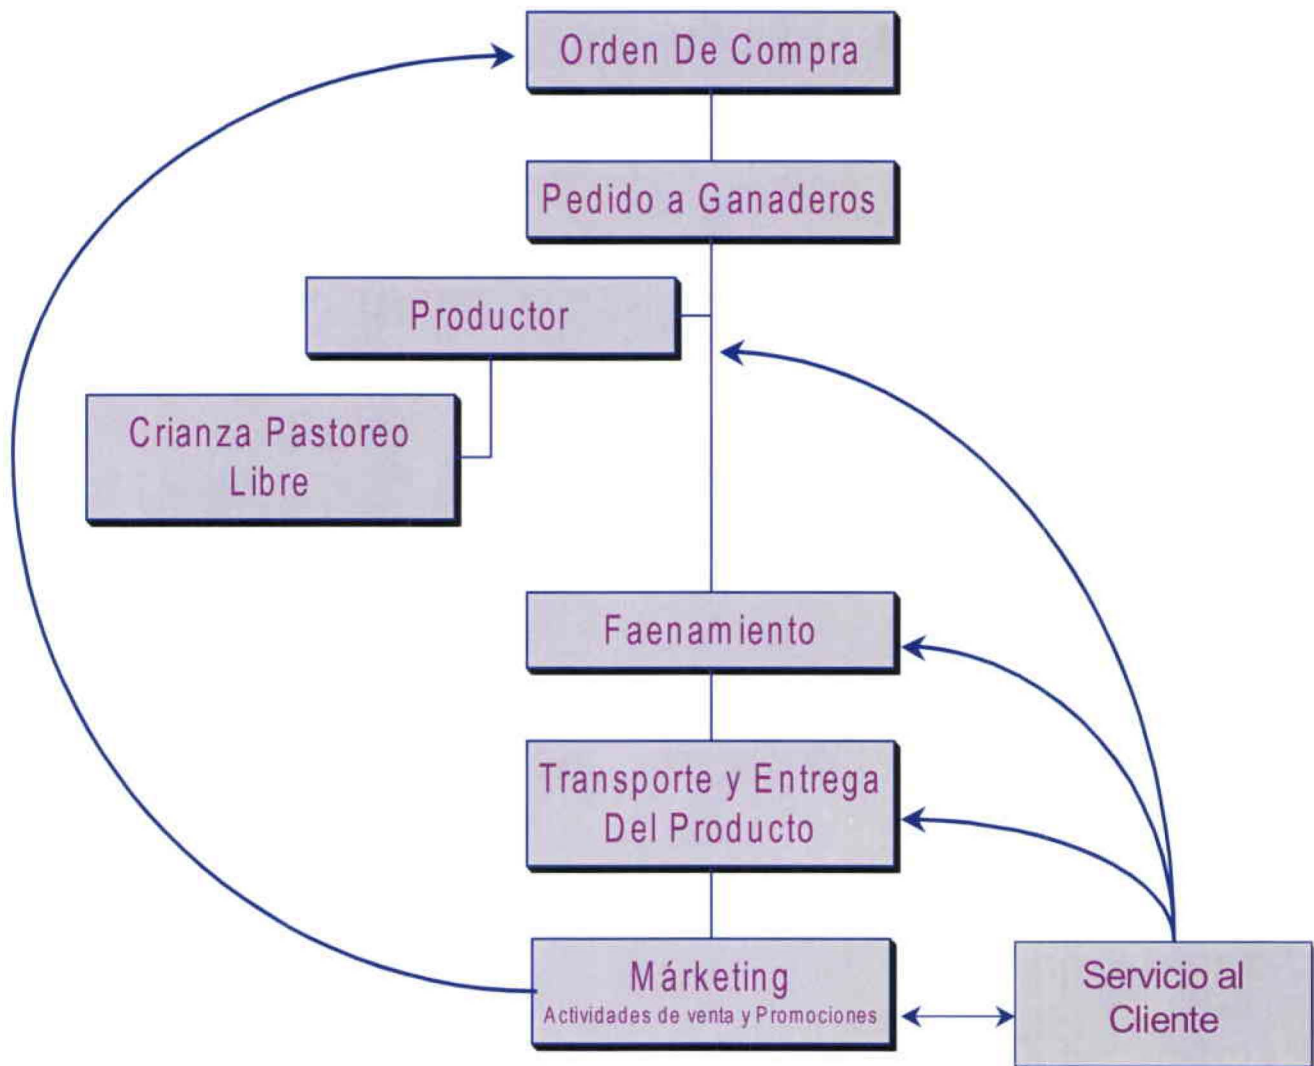 Orden De Compra
Pedido a Ganaderos
Productor
Crianza Pastoreo
Libre
Faenamiento
Transporte y Entrega
Del Producto
Márketing
Actividades de venta y Promociones
Servicio al
Cliente